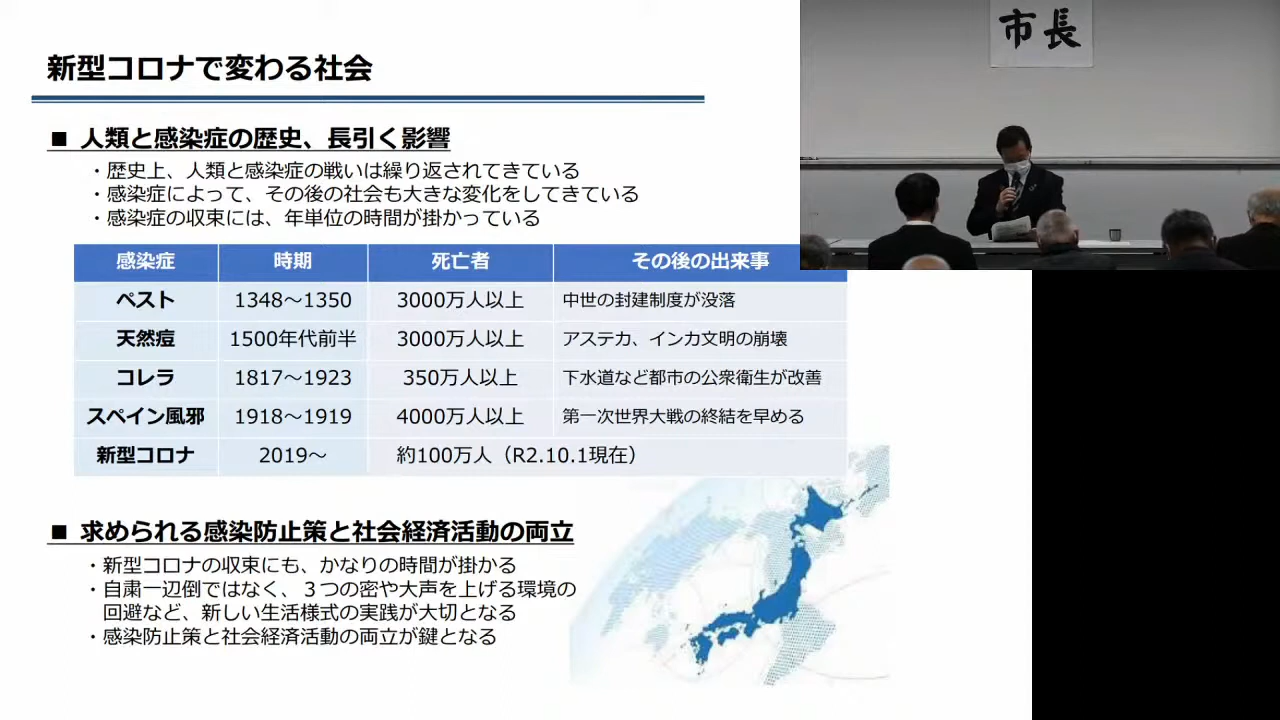 新型コロナで変わる社会
市長
■ 人類と感染症の歴史、長引く影響
・歴史上、人類と感染症の戦いは繰り返されてきている
・感染症によって、その後の社会も大きな変化をしてきている
・感染症の収束には、年単位の時間が掛かっている
感染症 時期 死亡者 その後の出来事
ペスト 1348～1350 3000万人以上 中世の封建制度が没落
天然痘 1500年代前半 3000万人以上 アステカ、インカ文明の崩壊
コレラ 1817～1923 350万人以上 下水道など都市の公衆衛生が改善
スペイン風邪 1918～1919 4000万人以上 第一次世界大戦の終結を早める
新型コロナ 2019～ 約100万人（R2.10.1現在）
■ 求められる感染防止策と社会経済活動の両立
・新型コロナの収束にも、かなりの時間が掛かる
・自粛一辺倒ではなく、３つの密や大声を上げる環境の
回避など、新しい生活様式の実践が大切となる
・感染防止策と社会経済活動の両立が鍵となる